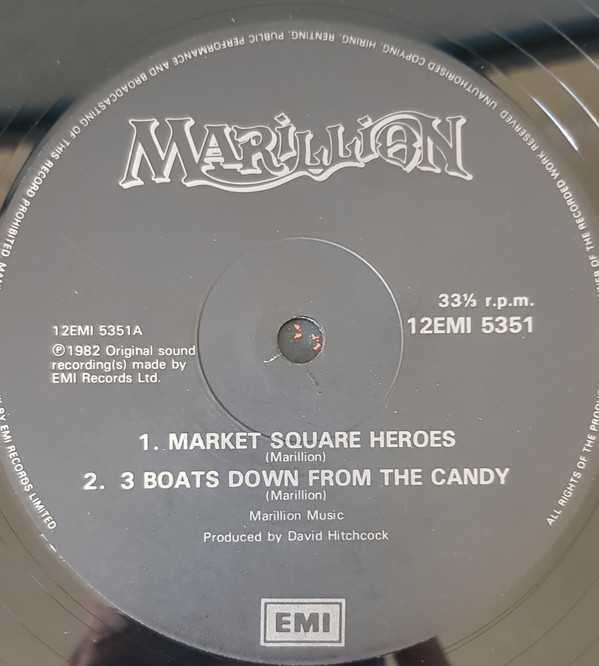 MARILLION
33⅓ r.p.m.
12EMI 5351
12EMI 5351A
℗1982 Original sound
recording(s) made by
EMI Records Ltd.
1. MARKET SQUARE HEROES
(Marillion)
2. 3 BOATS DOWN FROM THE CANDY
(Marillion)
Marillion Music
Produced by David Hitchcock
EMI
BY EMI RECORDS LIMITED
ALL RIGHTS OF THE
OF THE RECORDED WORK RESERVED. UNAUTHORISED COPYING, HIRING, RENTING, PUBLIC PERFORMANCE AND BROADCASTING OF THIS RECORD PROHIBITED.